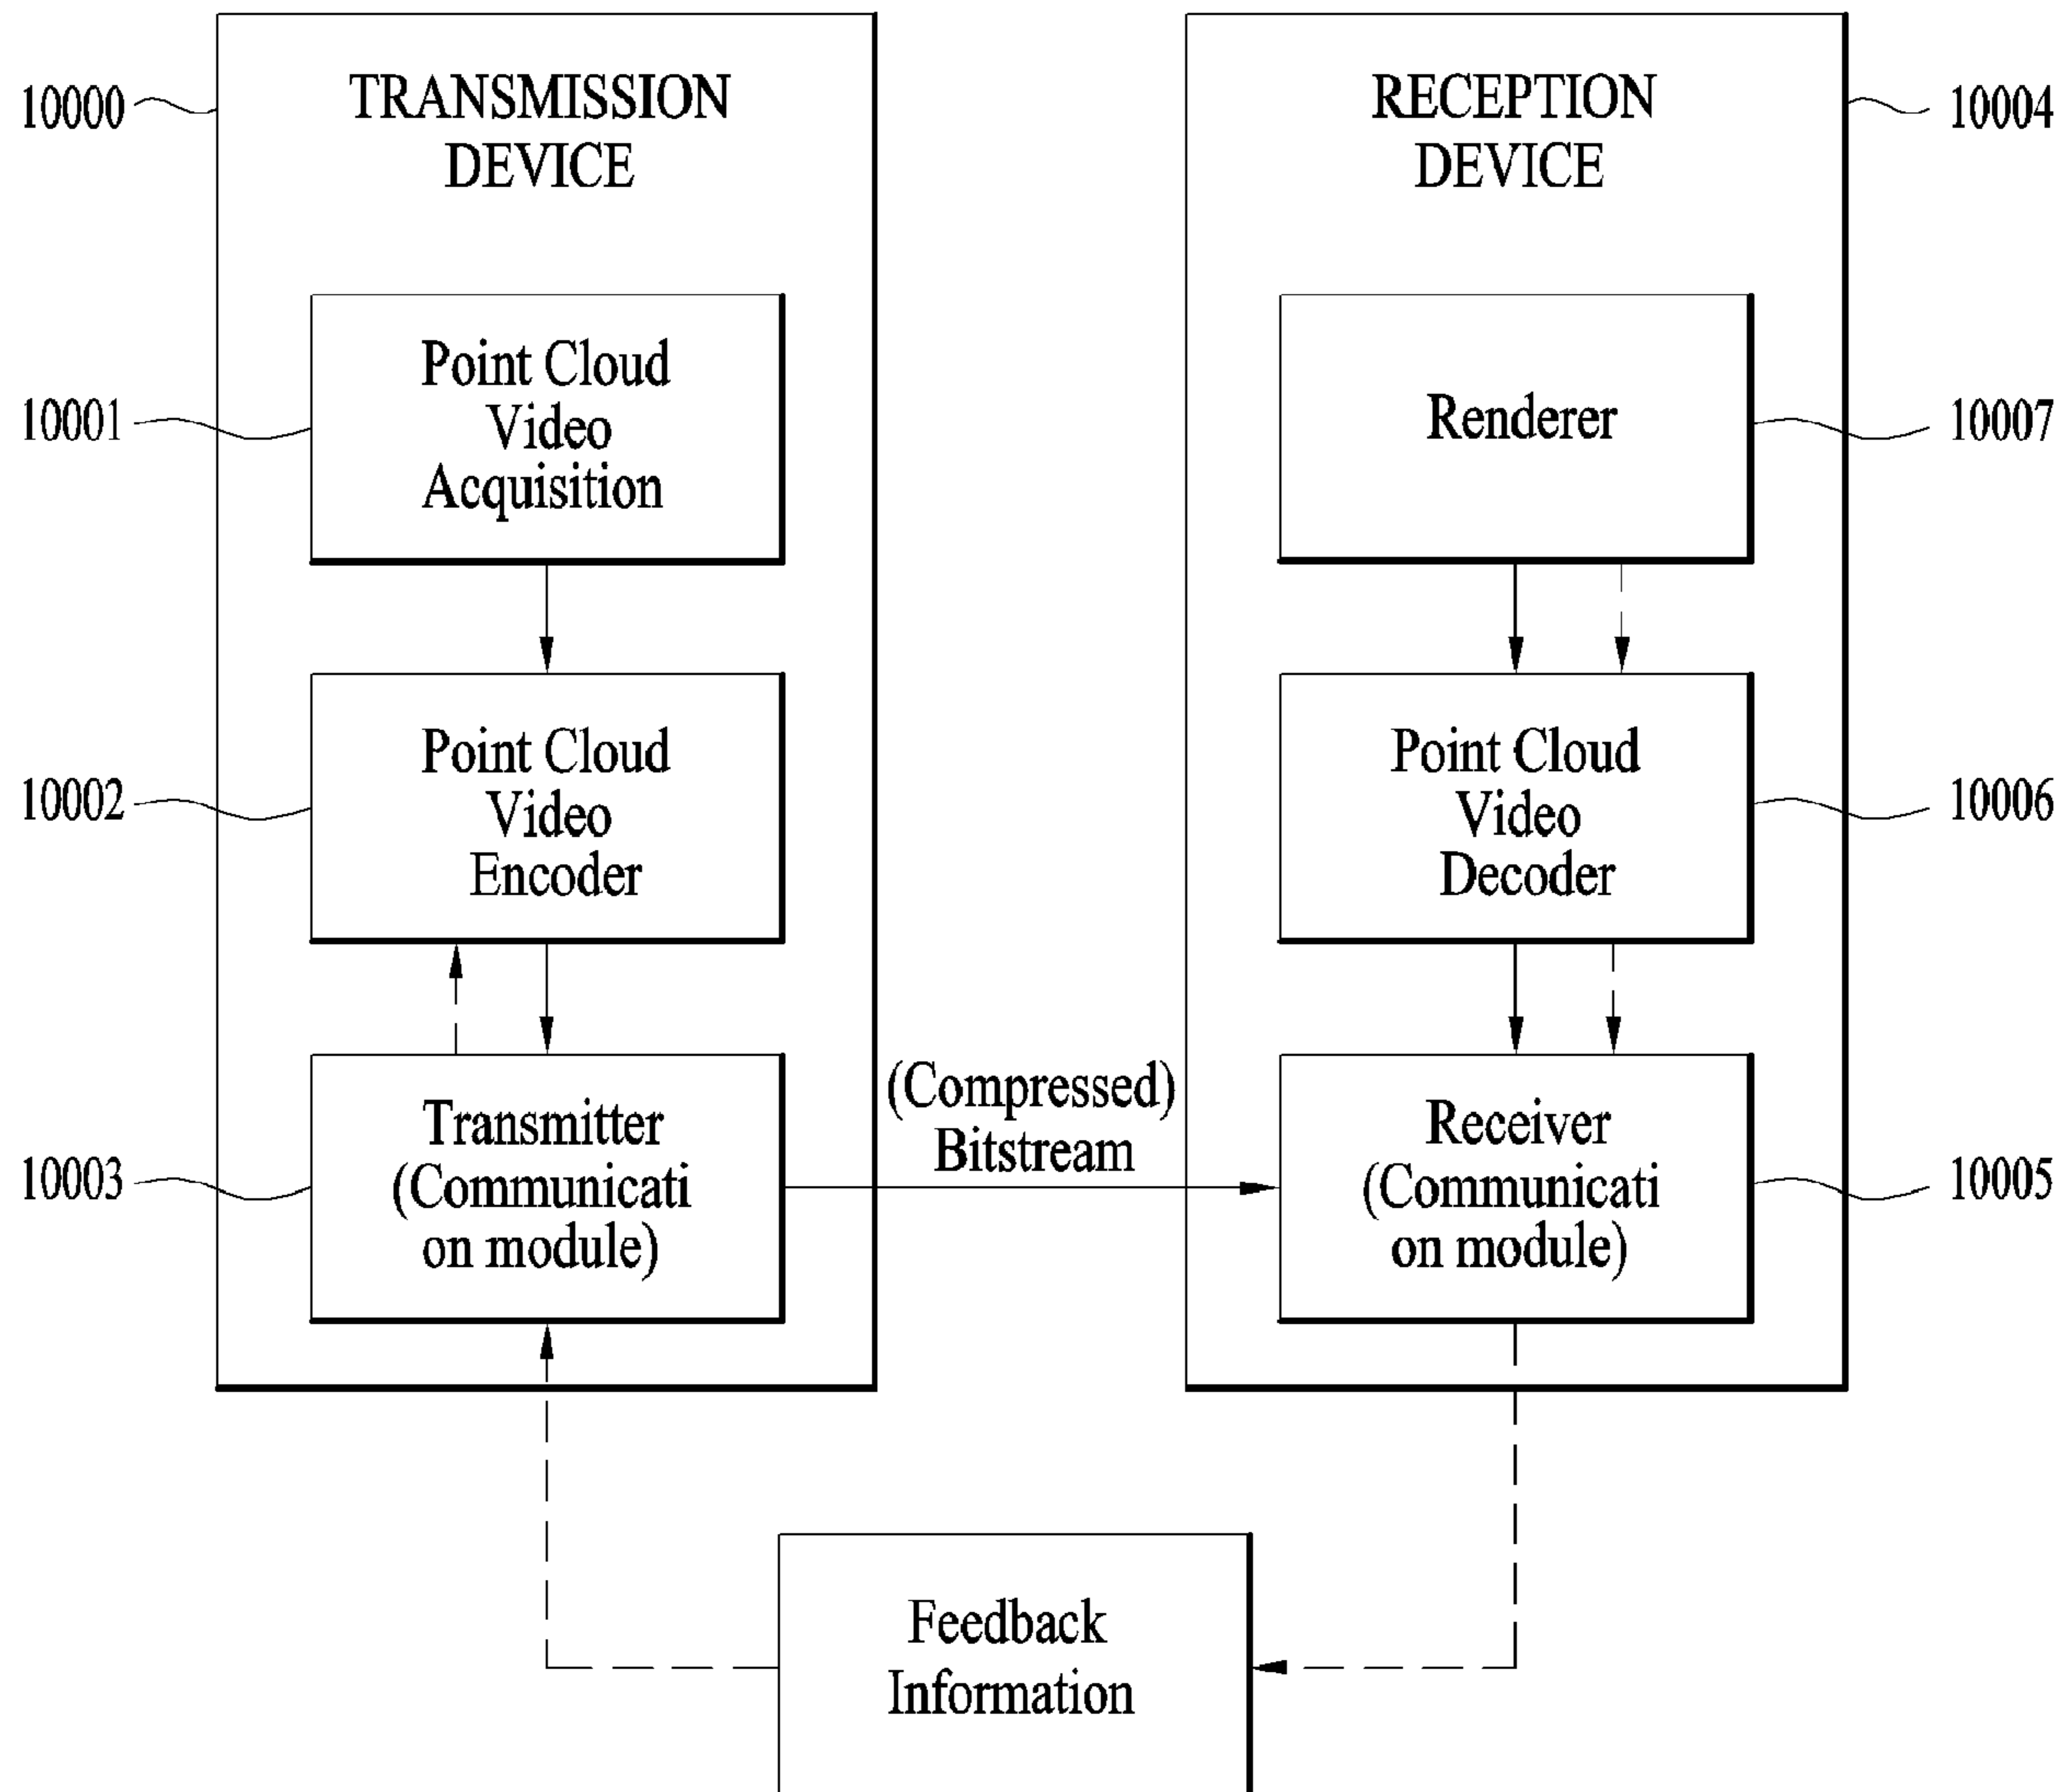 10000
TRANSMISSION
DEVICE
10001
Point Cloud
Video
Acquisition
10002
Point Cloud
Video
Encoder
10003
Transmitter
(Communicati
on module)
(Compressed)
Bitstream
RECEPTION
DEVICE
10004
Renderer
10007
Point Cloud
Video
Decoder
10006
Receiver
(Communicati
on module)
10005
Feedback
Information